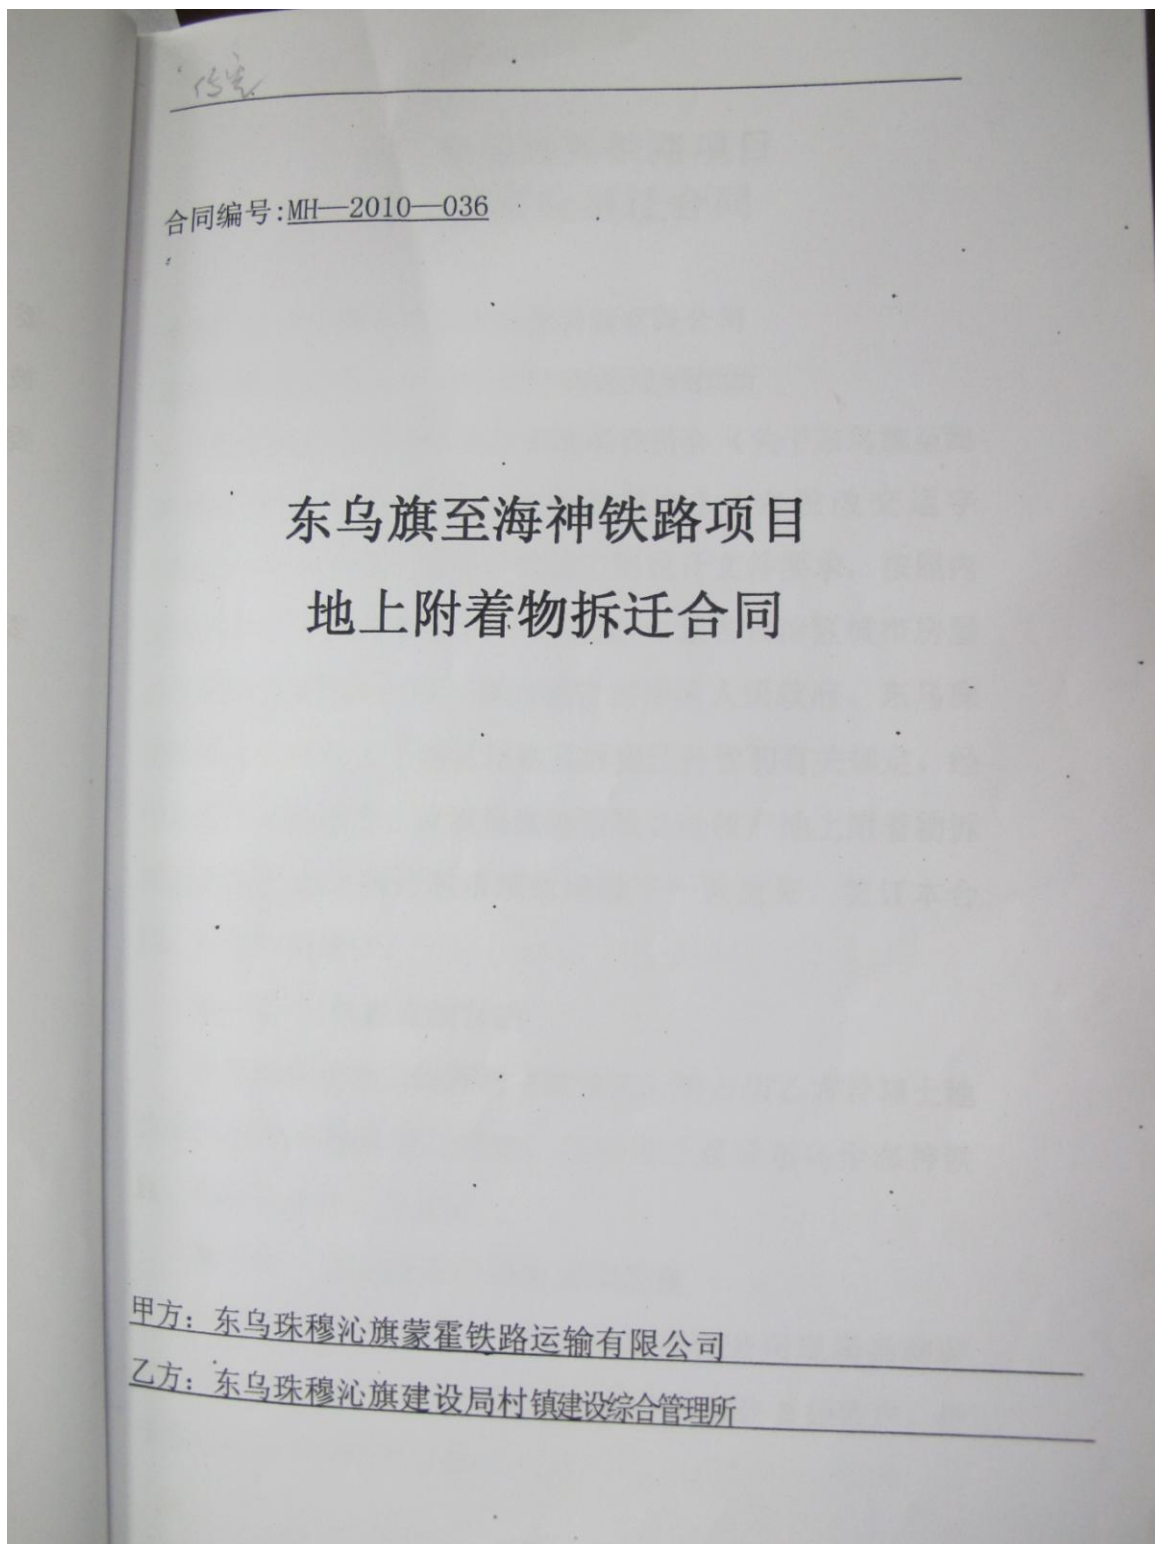 合同编号:MH—2010—036
东乌旗至海神铁路项目
地上附着物拆迁合同
甲方：东乌珠穆沁旗蒙霍铁路运输有限公司
乙方：东乌珠穆沁旗建设局村镇建设综合管理所